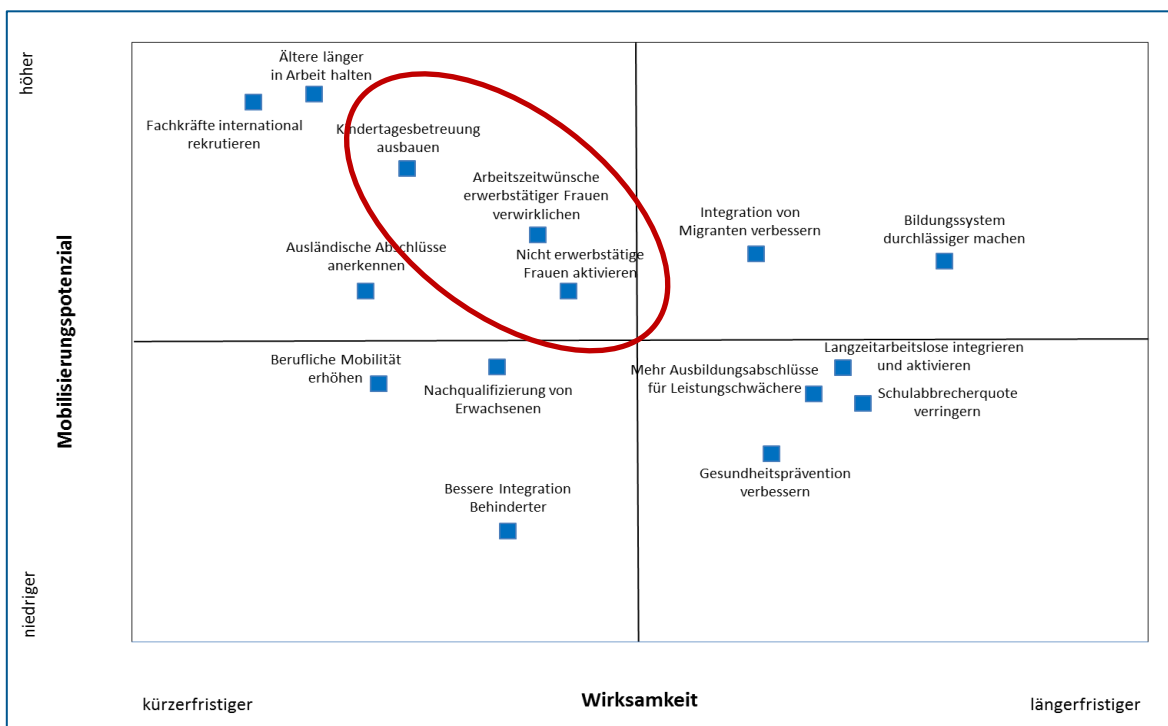 höher
Ältere länger
in Arbeit halten
Fachkräfte international
rekrutieren
Kindertagesbetreuung
ausbauen
Arbeitszeitwünsche
erwerbstätiger Frauen
verwirklichen
Integration von
Migranten verbessern
Bildungssystem
durchlässiger machen
Ausländische Abschlüsse
anerkennen
Nicht erwerbstätige
Frauen aktivieren
Mobilisierungspotenzial
Berufliche Mobilität
erhöhen
Nachqualifizierung von
Erwachsenen
Mehr Ausbildungsabschlüsse
für Leistungschwächere
Langzeitarbeitslose integrieren
und aktivieren
Schulabbrecherquote
verringern
Gesundheitsprävention
verbessern
Bessere Integration
Behinderter
niedriger
kürzerfristiger
Wirksamkeit
längerfristiger